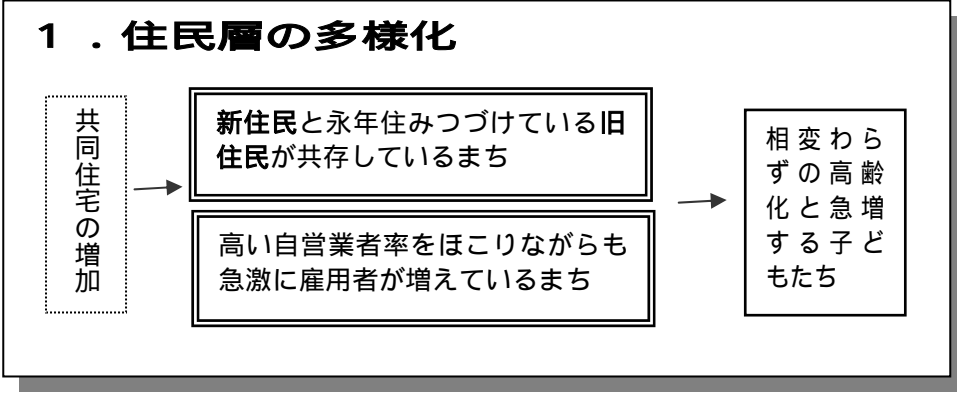 １．住民層の多様化
共同住宅の増加
新住民と永年住みつづけている旧
住民が共存しているまち
高い自営業者率をほこりながらも
急激に雇用者が増えているまち
相変わら
ずの高齢
化と急増
する子ど
もたち